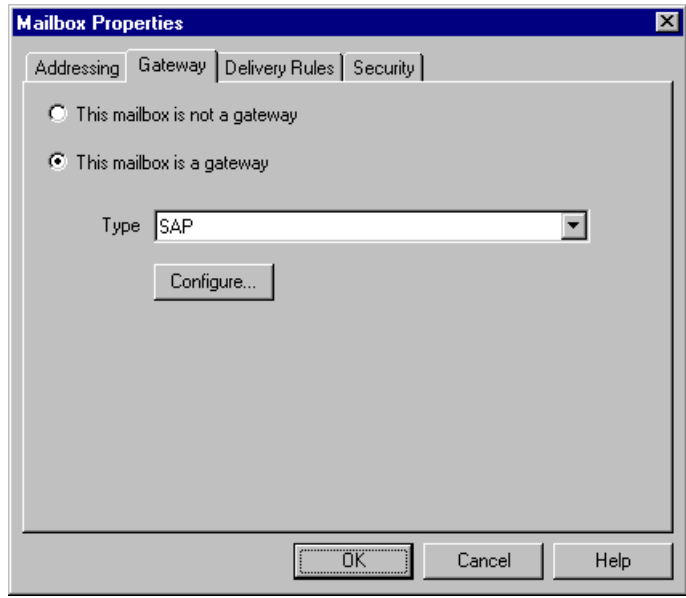 Mailbox Properties
Addressing Gateway Delivery Rules Security
This mailbox is not a gateway
This mailbox is a gateway
Type SAP
Configure...
OK Cancel Help